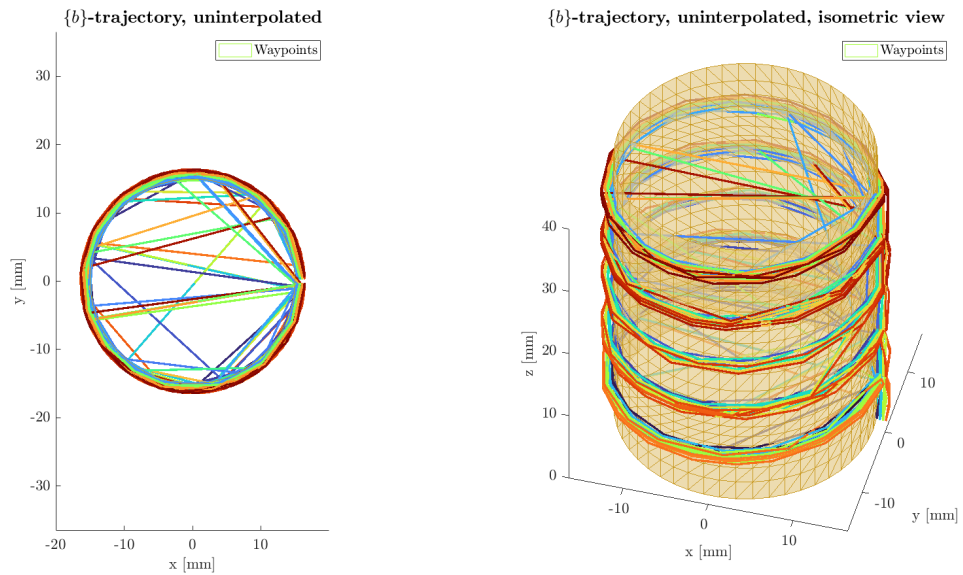 {b}-trajectory, uninterpolated
Waypoints
30
20
10
0
-10
-20
-30
y [mm]
-20
-10
0
10
x [mm]
{b}-trajectory, uninterpolated, isometric view
Waypoints
40
30
20
10
0
z [mm]
-10
0
10
x [mm]
10
0
-10
y [mm]